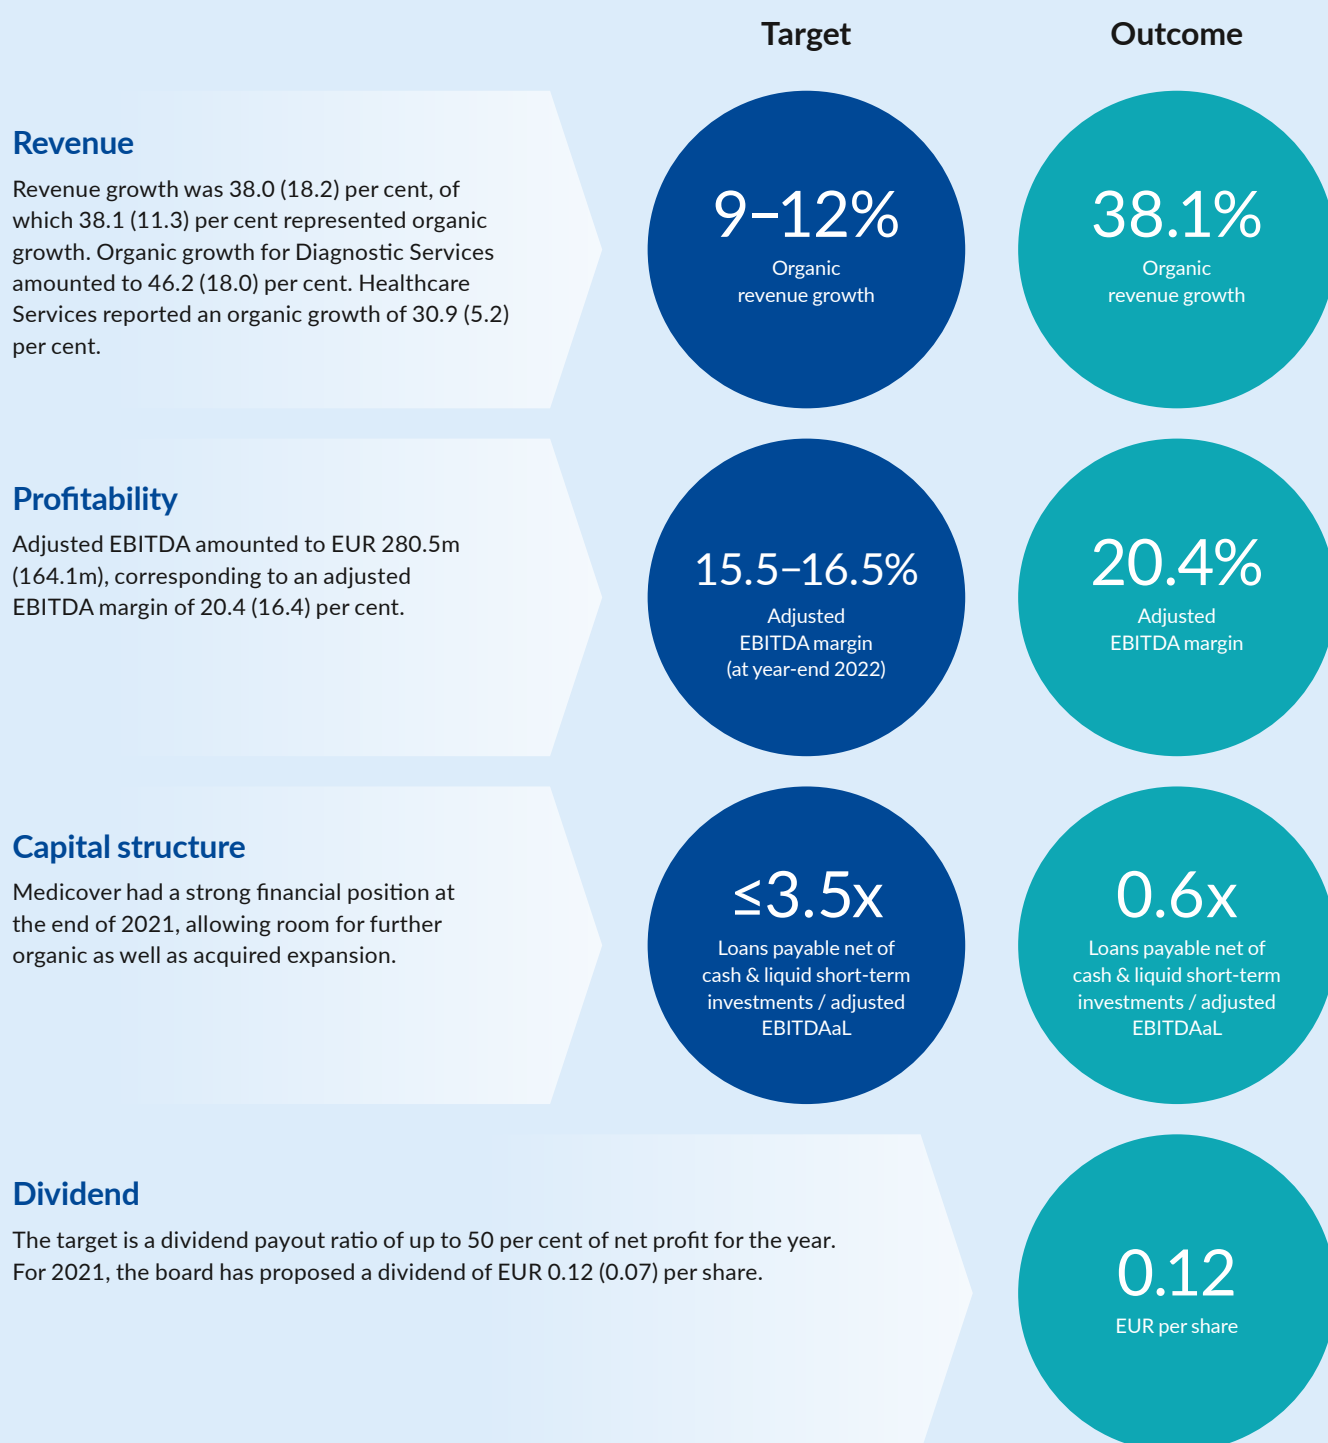 Target
Outcome
Revenue
Revenue growth was 38.0 (18.2) per cent, of
which 38.1 (11.3) per cent represented organic
growth. Organic growth for Diagnostic Services
amounted to 46.2 (18.0) per cent. Healthcare
Services reported an organic growth of 30.9 (5.2)
per cent.
9–12%
Organic
revenue growth
38.1%
Organic
revenue growth
Profitability
Adjusted EBITDA amounted to EUR 280.5m
(164.1m), corresponding to an adjusted
EBITDA margin of 20.4 (16.4) per cent.
15.5–16.5%
Adjusted
EBITDA margin
(at year-end 2022)
20.4%
Adjusted
EBITDA margin
Capital structure
Medicover had a strong financial position at
the end of 2021, allowing room for further
organic as well as acquired expansion.
≤3.5x
Loans payable net of
cash & liquid short-term
investments / adjusted
EBITDAaL
0.6x
Loans payable net of
cash & liquid short-term
investments / adjusted
EBITDAaL
Dividend
The target is a dividend payout ratio of up to 50 per cent of net profit for the year.
For 2021, the board has proposed a dividend of EUR 0.12 (0.07) per share.
0.12
EUR per share